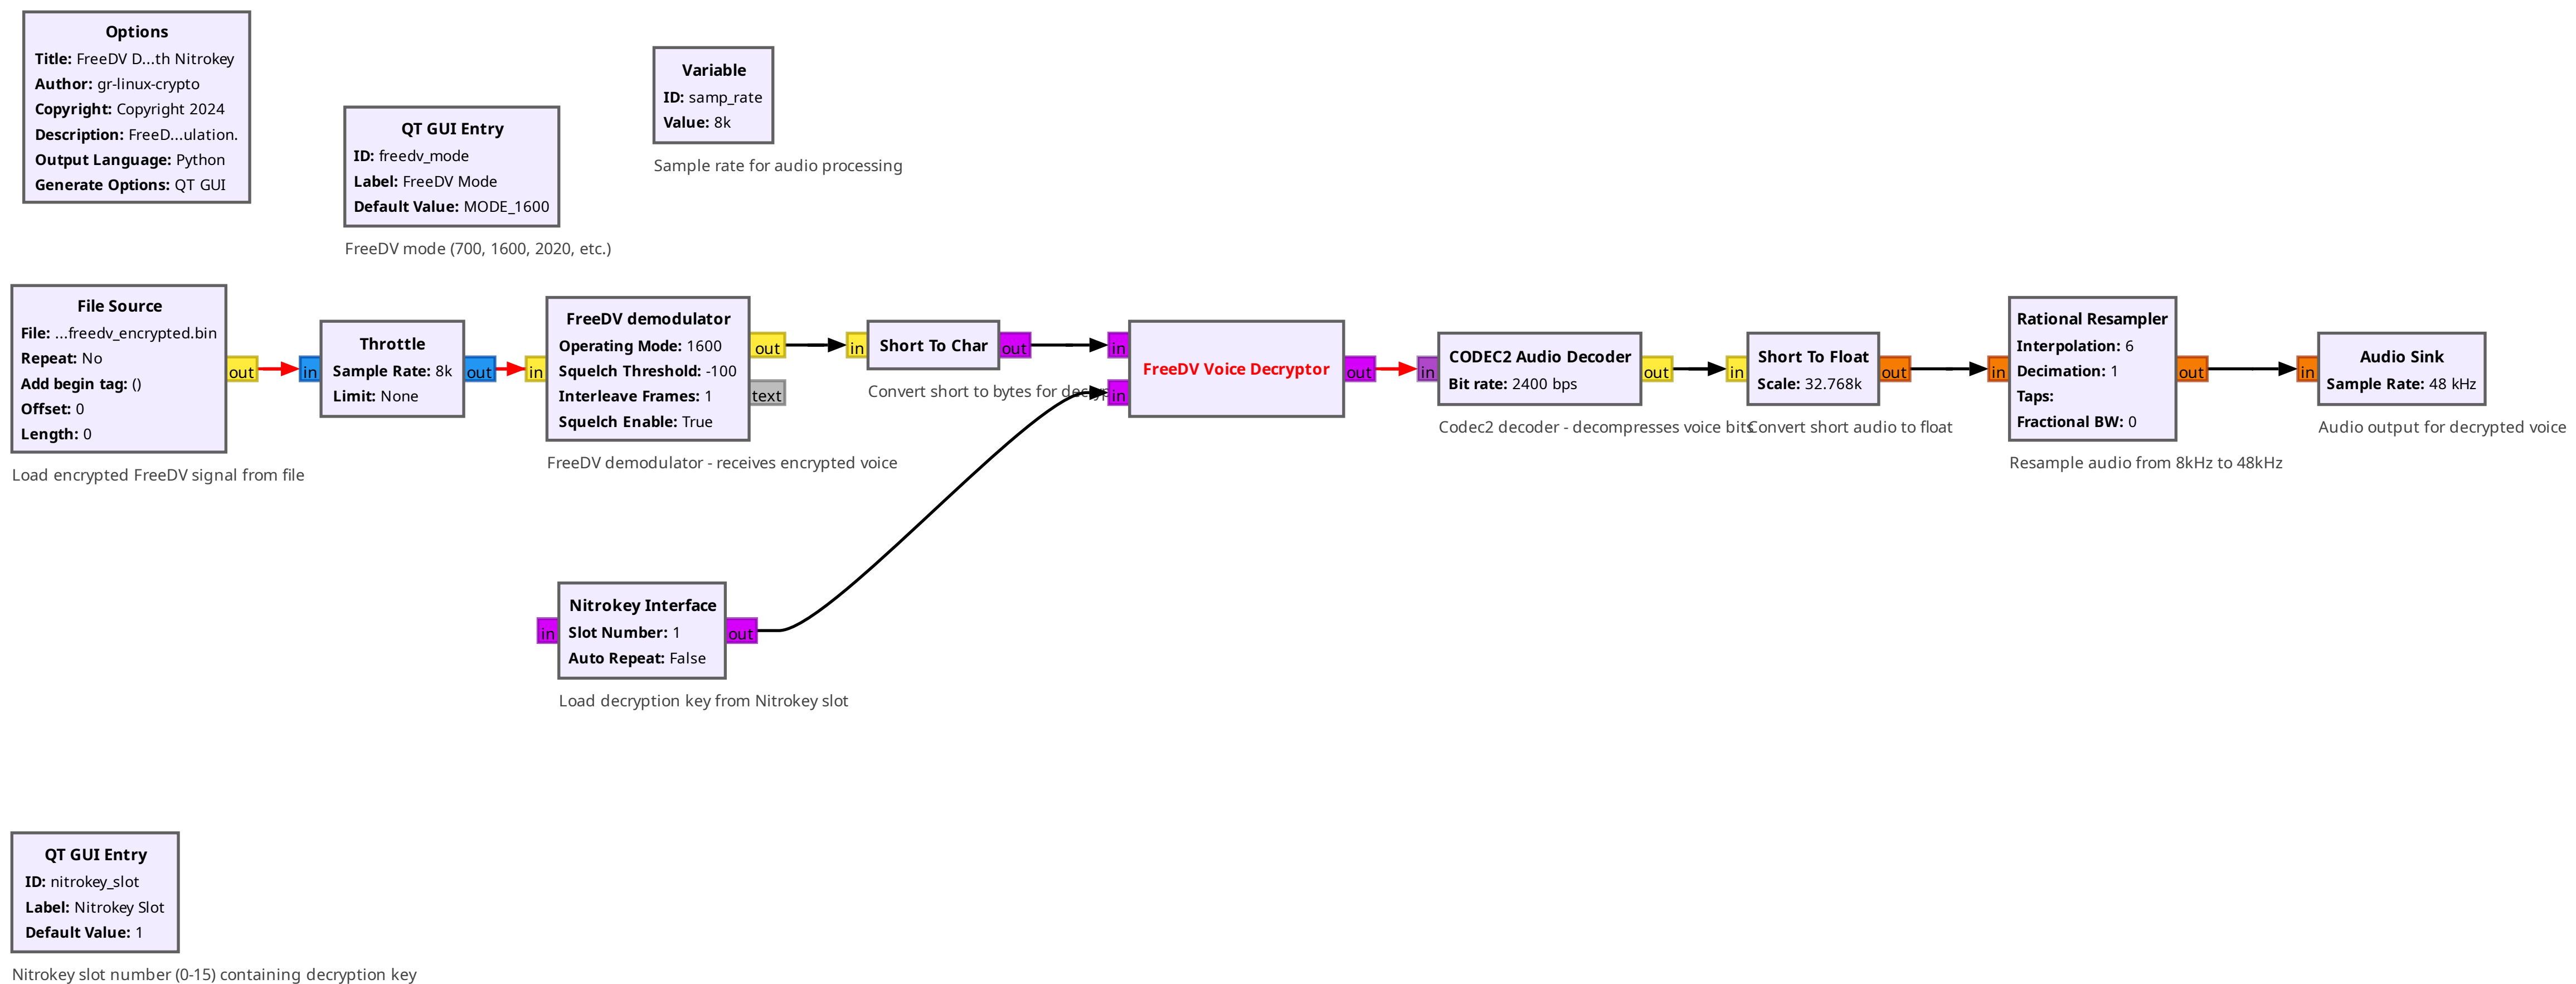 Options
Title: FreeDV D...th Nitrokey
Author: gr-linux-crypto
Copyright: Copyright 2024
Description: FreeD...ulation.
Output Language: Python
Generate Options: QT GUI
QT GUI Entry
ID: freedv_mode
Label: FreeDV Mode
Default Value: MODE_1600
FreeDV mode (700, 1600, 2020, etc.)
Variable
ID: samp_rate
Value: 8k
Sample rate for audio processing
File Source
File: ...freedv_encrypted.bin
Repeat: No
Add begin tag: ()
Offset: 0
Length: 0
out
Load encrypted FreeDV signal from file
in
Throttle
Sample Rate: 8k
Limit: None
out
in
FreeDV demodulator
Operating Mode: 1600
Squelch Threshold: -100
Interleave Frames: 1
Squelch Enable: True
out
text
FreeDV demodulator - receives encrypted voice
in
Short To Char
out
Convert short to bytes for decryp
in
in
FreeDV Voice Decryptor
out
in
CODEC2 Audio Decoder
Bit rate: 2400 bps
out
Codec2 decoder - decompresses voice bits
in
Short To Float
Scale: 32.768k
out
Convert short audio to float
in
Rational Resampler
Interpolation: 6
Decimation: 1
Taps:
Fractional BW: 0
out
Resample audio from 8kHz to 48kHz
in
Audio Sink
Sample Rate: 48 kHz
Audio output for decrypted voice
in
Nitrokey Interface
Slot Number: 1
Auto Repeat: False
out
Load decryption key from Nitrokey slot
QT GUI Entry
ID: nitrokey_slot
Label: Nitrokey Slot
Default Value: 1
Nitrokey slot number (0-15) containing decryption key